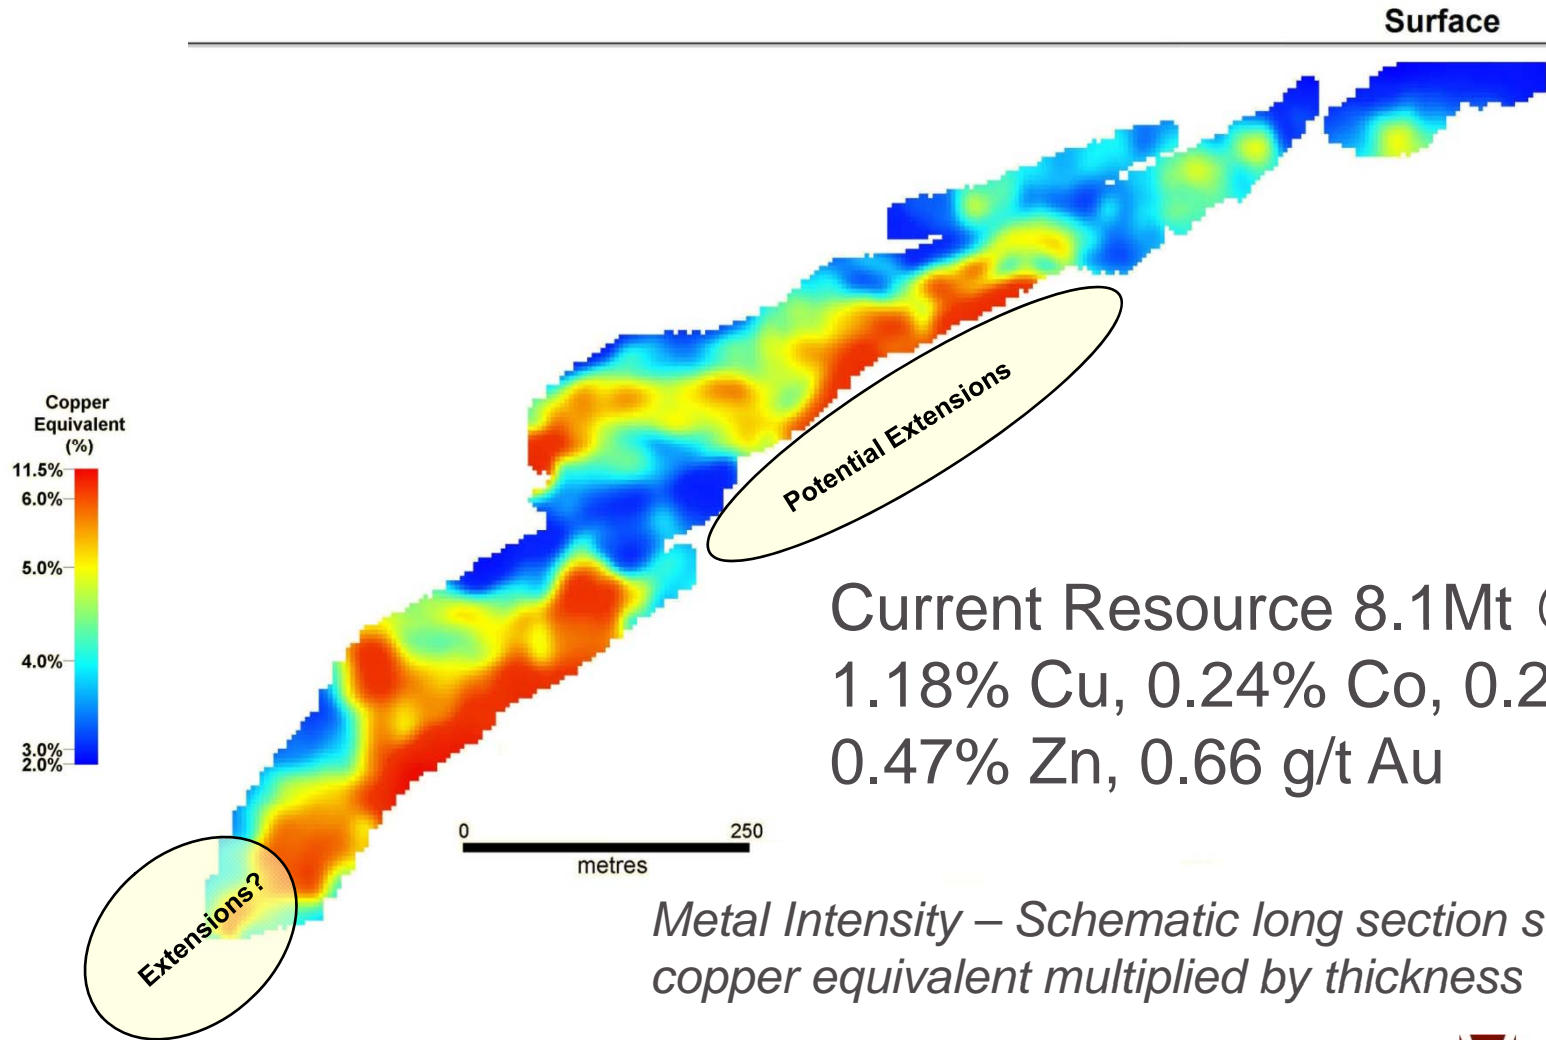 Surface
Copper
Equivalent
(%)
11.5%
6.0%
5.0%
4.0%
3.0%
2.0%
Potential Extensions
Extensions?
0 250
metres
Current Resource 8.1Mt
1.18% Cu, 0.24% Co, 0.2
0.47% Zn, 0.66 g/t Au
Metal Intensity – Schematic long section s
copper equivalent multiplied by thickness